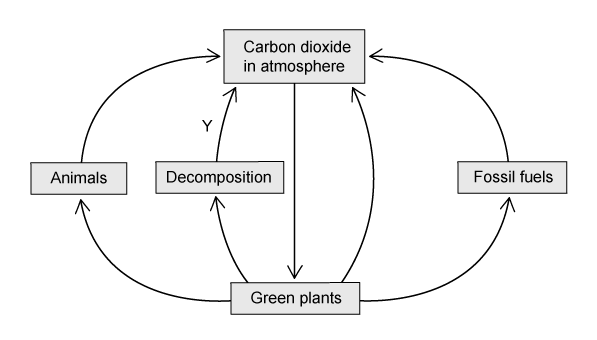 Carbon dioxide
in atmosphere
Y
Animals
Decomposition
Fossil fuels
Green plants